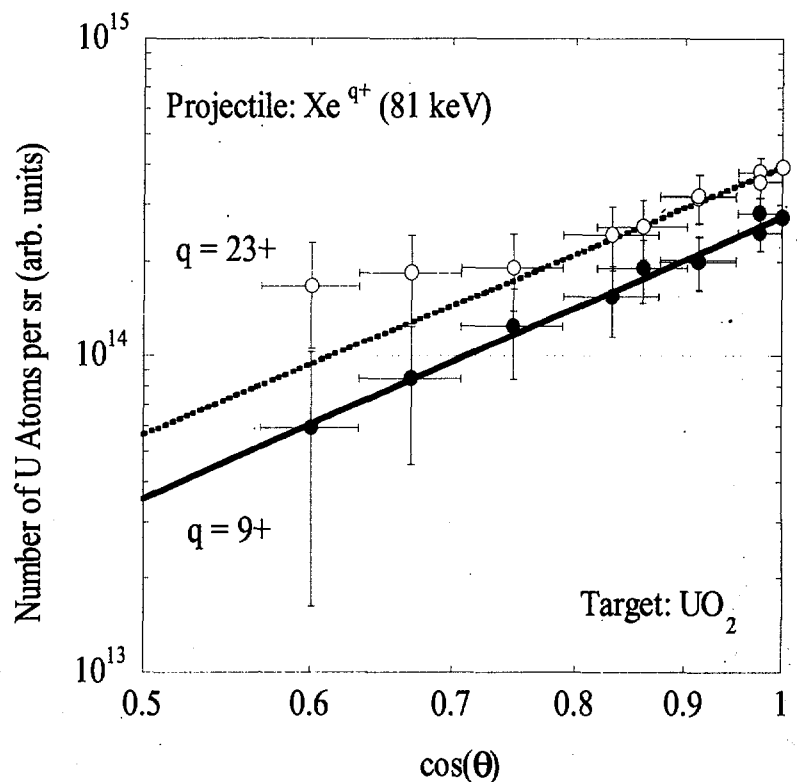 10^15
Projectile: Xe^q+ (81 keV)
q = 23+
10^14
q = 9+
Target: UO_2
10^13
0.5 0.6 0.7 0.8 0.9 1
cos(θ)
Number of U Atoms per sr (arb. units)